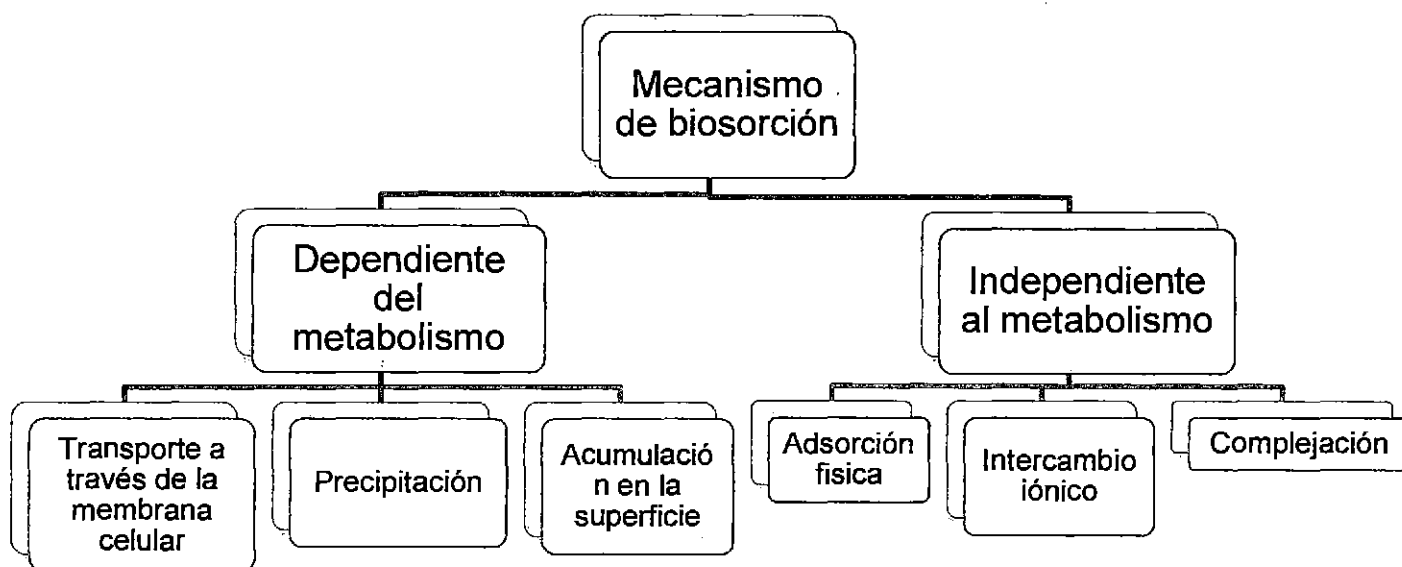 Mecanismo
de biosorción
Dependiente
del
metabolismo
Independiente
al metabolismo
Transporte a
través de la
membrana
celular
Precipitación
Acumulació
n en la
superficie
Adsorción
fisica
Intercambio
iónico
Complejación